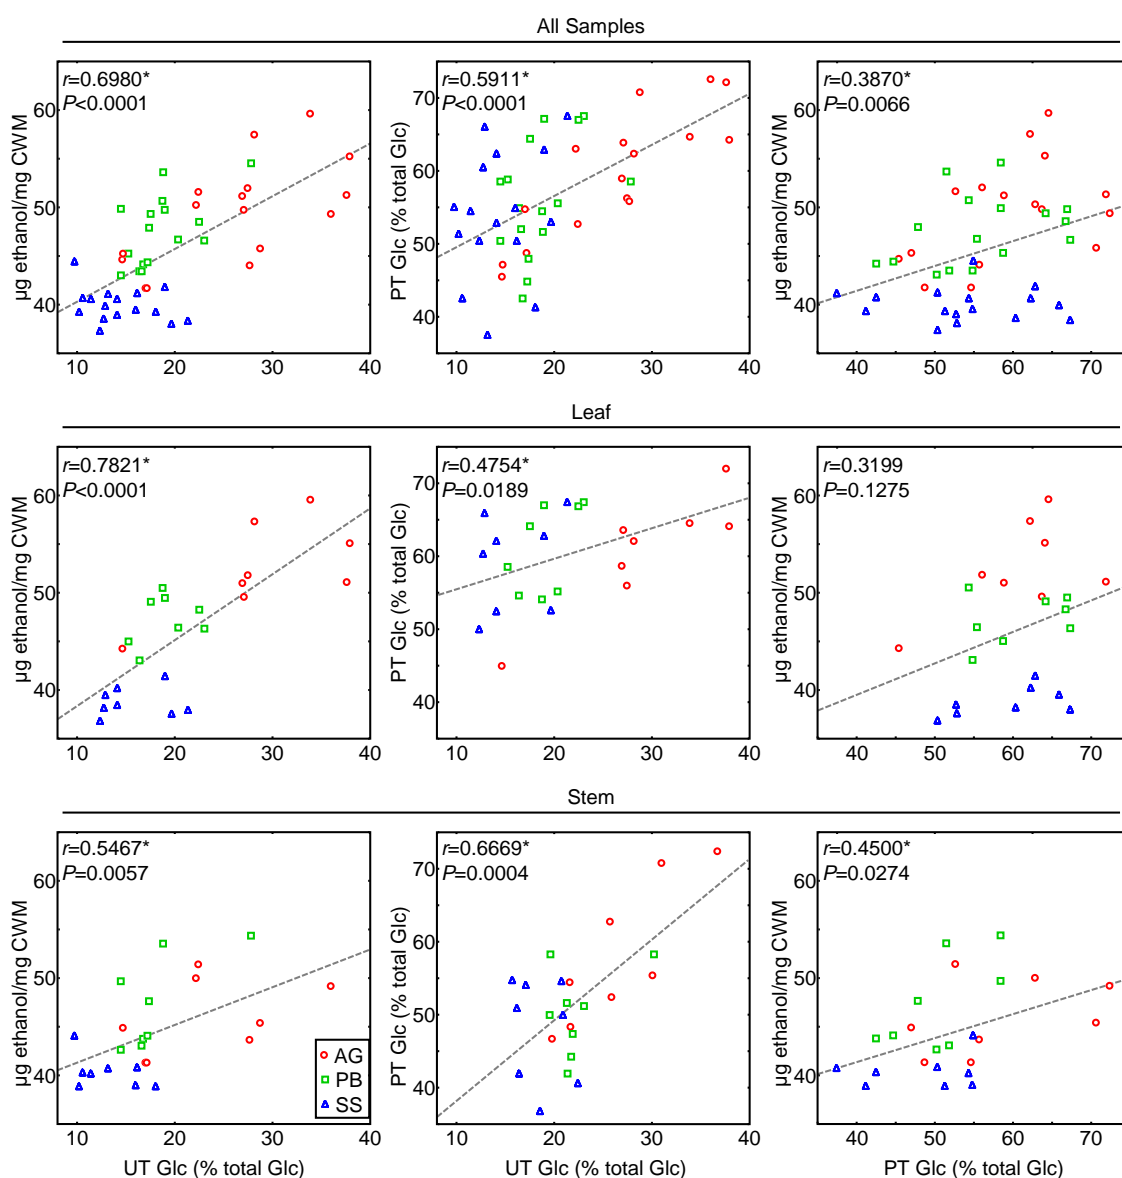 All Samples
r=0.6980*
P<0.0001
60
50
40
10 20 30 40
µg ethanol/mg CWM
r=0.5911*
P<0.0001
70
60
50
40
10 20 30 40
PT Glc (% total Glc)
r=0.3870*
P=0.0066
60
50
40
40 50 60 70
µg ethanol/mg CWM
Leaf
r=0.7821*
P<0.0001
60
50
40
10 20 30 40
µg ethanol/mg CWM
r=0.4754*
P=0.0189
70
60
50
40
10 20 30 40
PT Glc (% total Glc)
r=0.3199
P=0.1275
60
50
40
40 50 60 70
µg ethanol/mg CWM
Stem
r=0.5467*
P=0.0057
60
50
40
10 20 30 40
µg ethanol/mg CWM
UT Glc (% total Glc)
AG
PB
SS
r=0.6669*
P=0.0004
70
60
50
40
10 20 30 40
PT Glc (% total Glc)
UT Glc (% total Glc)
r=0.4500*
P=0.0274
60
50
40
40 50 60 70
µg ethanol/mg CWM
PT Glc (% total Glc)